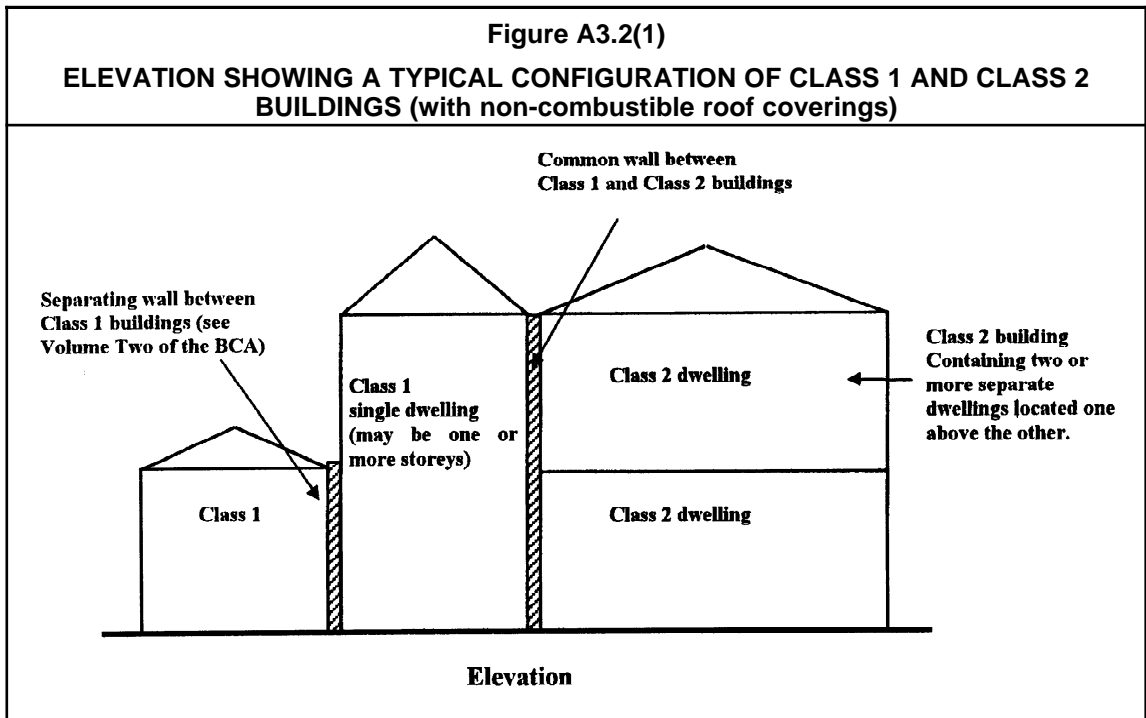 Figure A3.2(1)
ELEVATION SHOWING A TYPICAL CONFIGURATION OF CLASS 1 AND CLASS 2
BUILDINGS (with non-combustible roof coverings)
Common wall between
Class 1 and Class 2 buildings
Separating wall between
Class 1 buildings (see
Volume Two of the BCA)
Class 1
single dwelling
(may be one or
more storeys)
Class 2 dwelling
Class 2 building
Containing two or
more separate
dwellings located one
above the other.
Class 1
Class 2 dwelling
Elevation